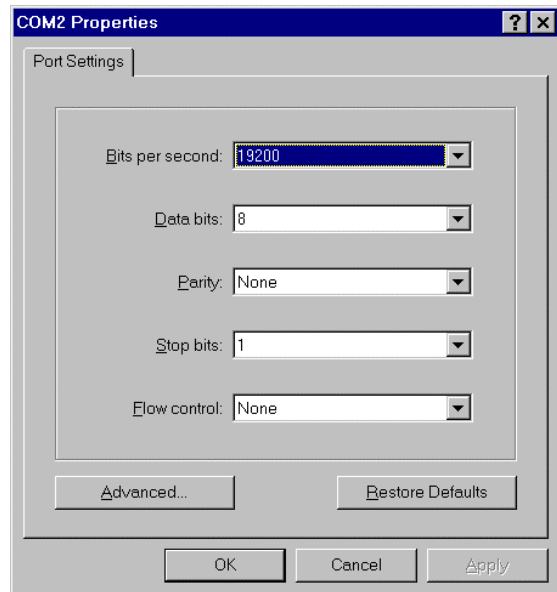 COM2 Properties
Port Settings
Bits per second: 19200
Data bits: 8
Parity: None
Stop bits: 1
Flow control: None
Advanced... Restore Defaults
OK Cancel Apply